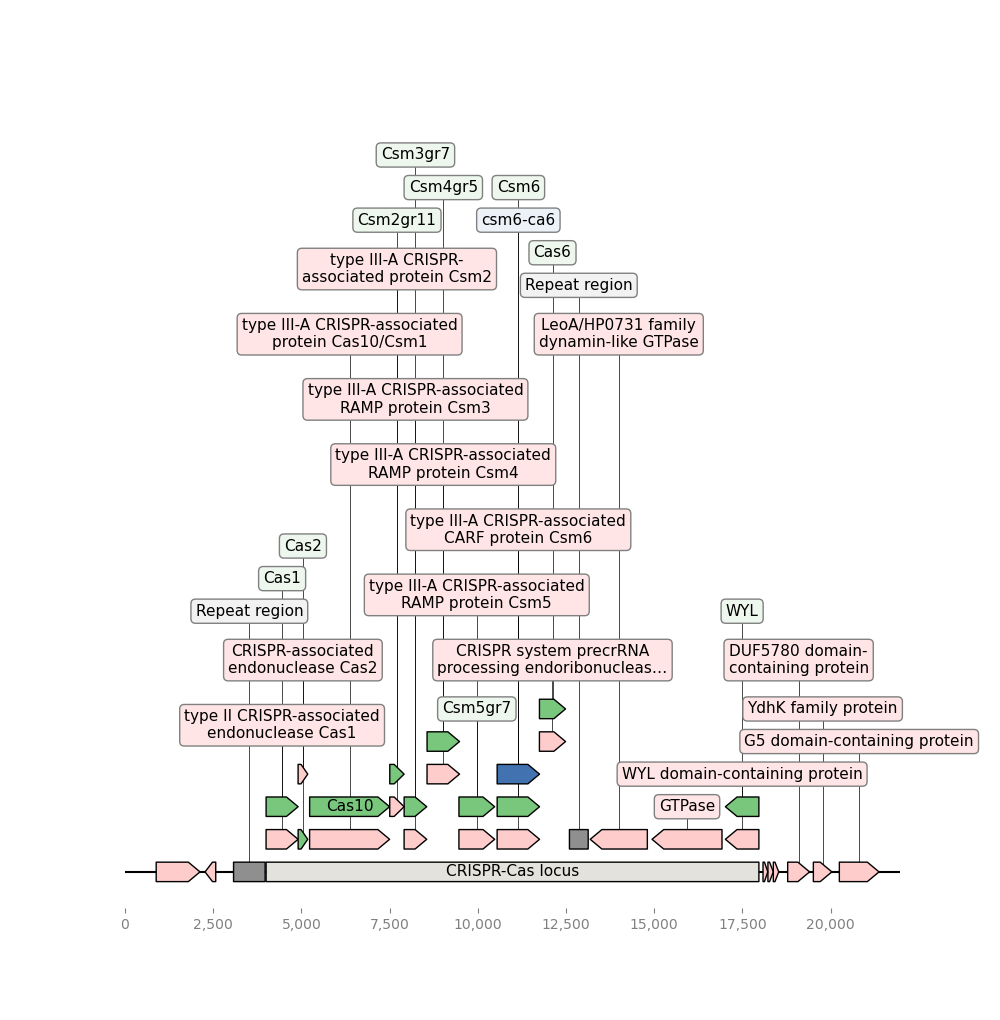 Csm3gr7
Csm4gr5
Csm6
Csm2gr11
csm6-ca6
Cas6
type III-A CRISPR-
associated protein Csm2
Repeat region
type III-A CRISPR-associated
protein Cas10/Csm1
LeoA/HP0731 family
dynamin-like GTPase
type III-A CRISPR-associated
RAMP protein Csm3
type III-A CRISPR-associated
RAMP protein Csm4
type III-A CRISPR-associated
CARF protein Csm6
Cas2
Cas1
type III-A CRISPR-associated
RAMP protein Csm5
Repeat region
WYL
CRISPR-associated
endonuclease Cas2
CRISPR system precrRNA
processing endoribonucleas...
DUF5780 domain-
containing protein
Csm5gr7
YdhK family protein
type II CRISPR-associated
endonuclease Cas1
G5 domain-containing protein
WYL domain-containing protein
Cas10
GTPase
CRISPR-Cas locus
0
2,500
5,000
7,500
10,000
12,500
15,000
17,500
20,000